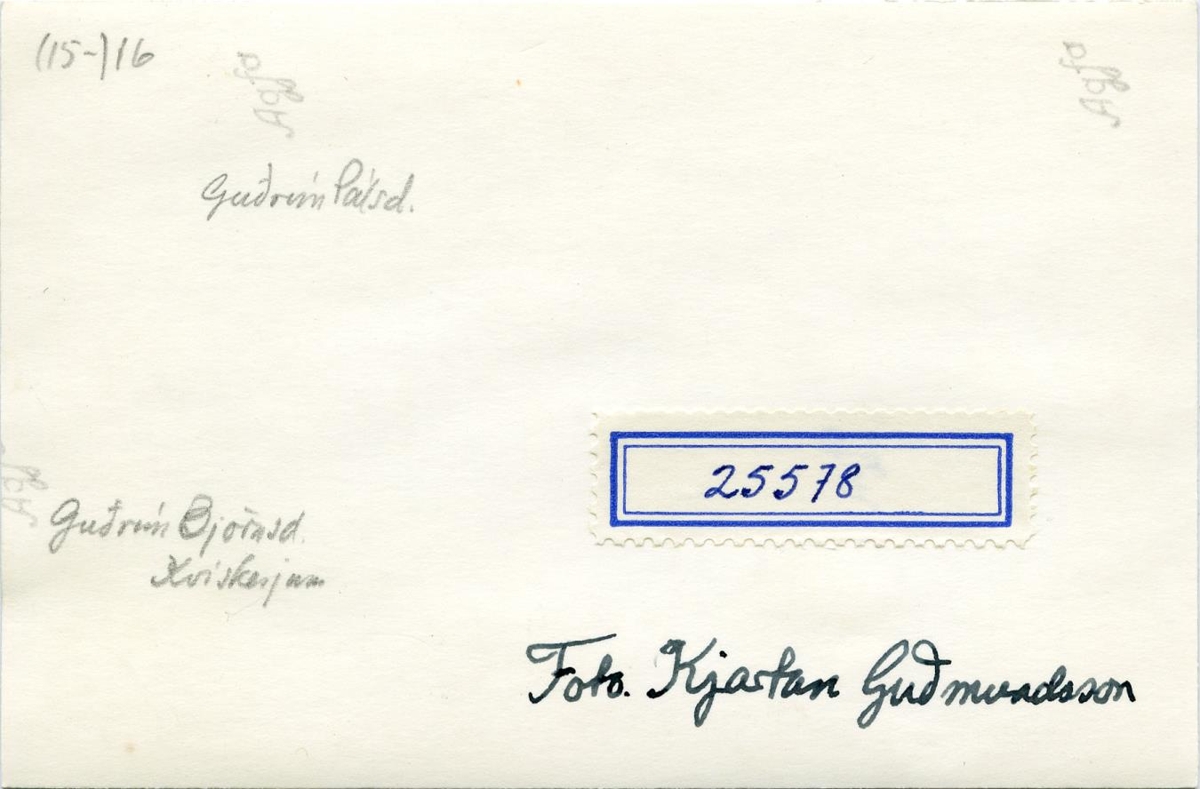 (15-)16
Agfa
Agfa
Guðrún Pálsd.
25578
Agfa
Guðrún Björnsd.
Kvískerjum
Foto. Kjartan Guðmundsson